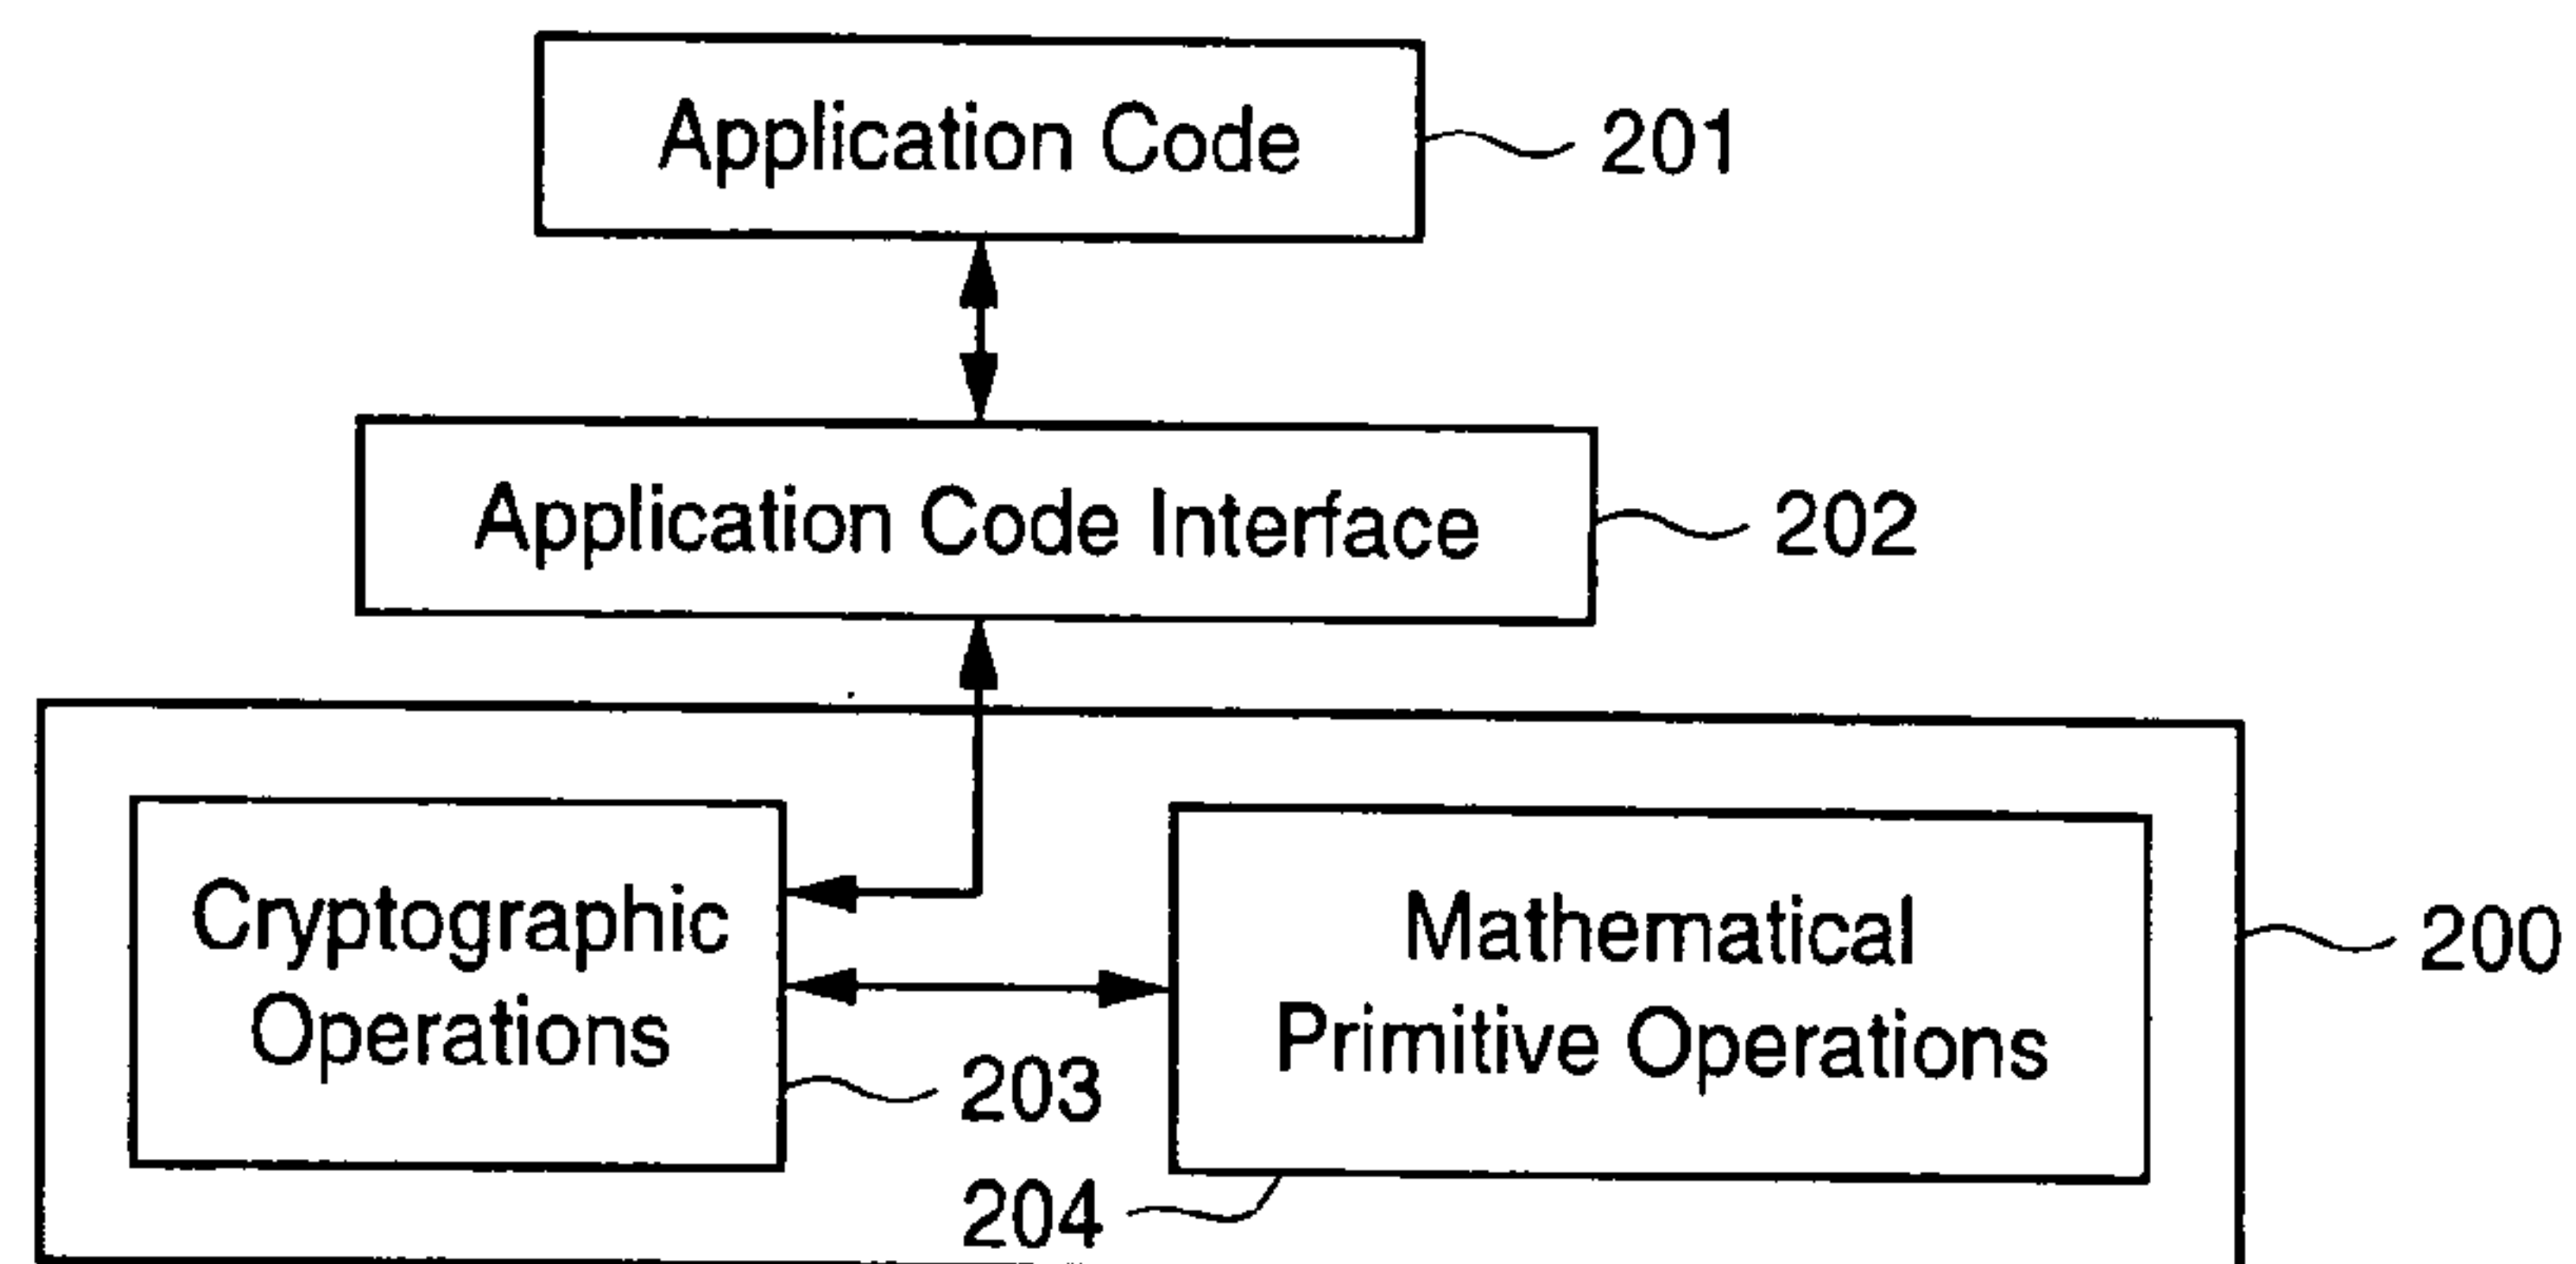 Application Code
201
Application Code Interface
202
Cryptographic
Operations
203
Mathematical
Primitive Operations
204
200